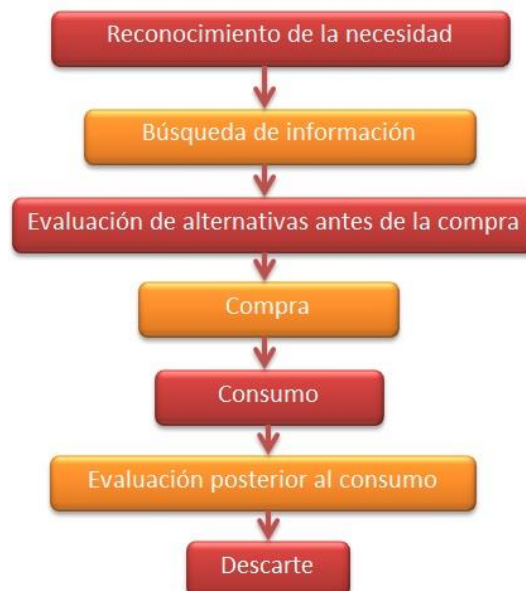 Reconocimiento de la necesidad
Búsqueda de información
Evaluación de alternativas antes de la compra
Compra
Consumo
Evaluación posterior al consumo
Descarte